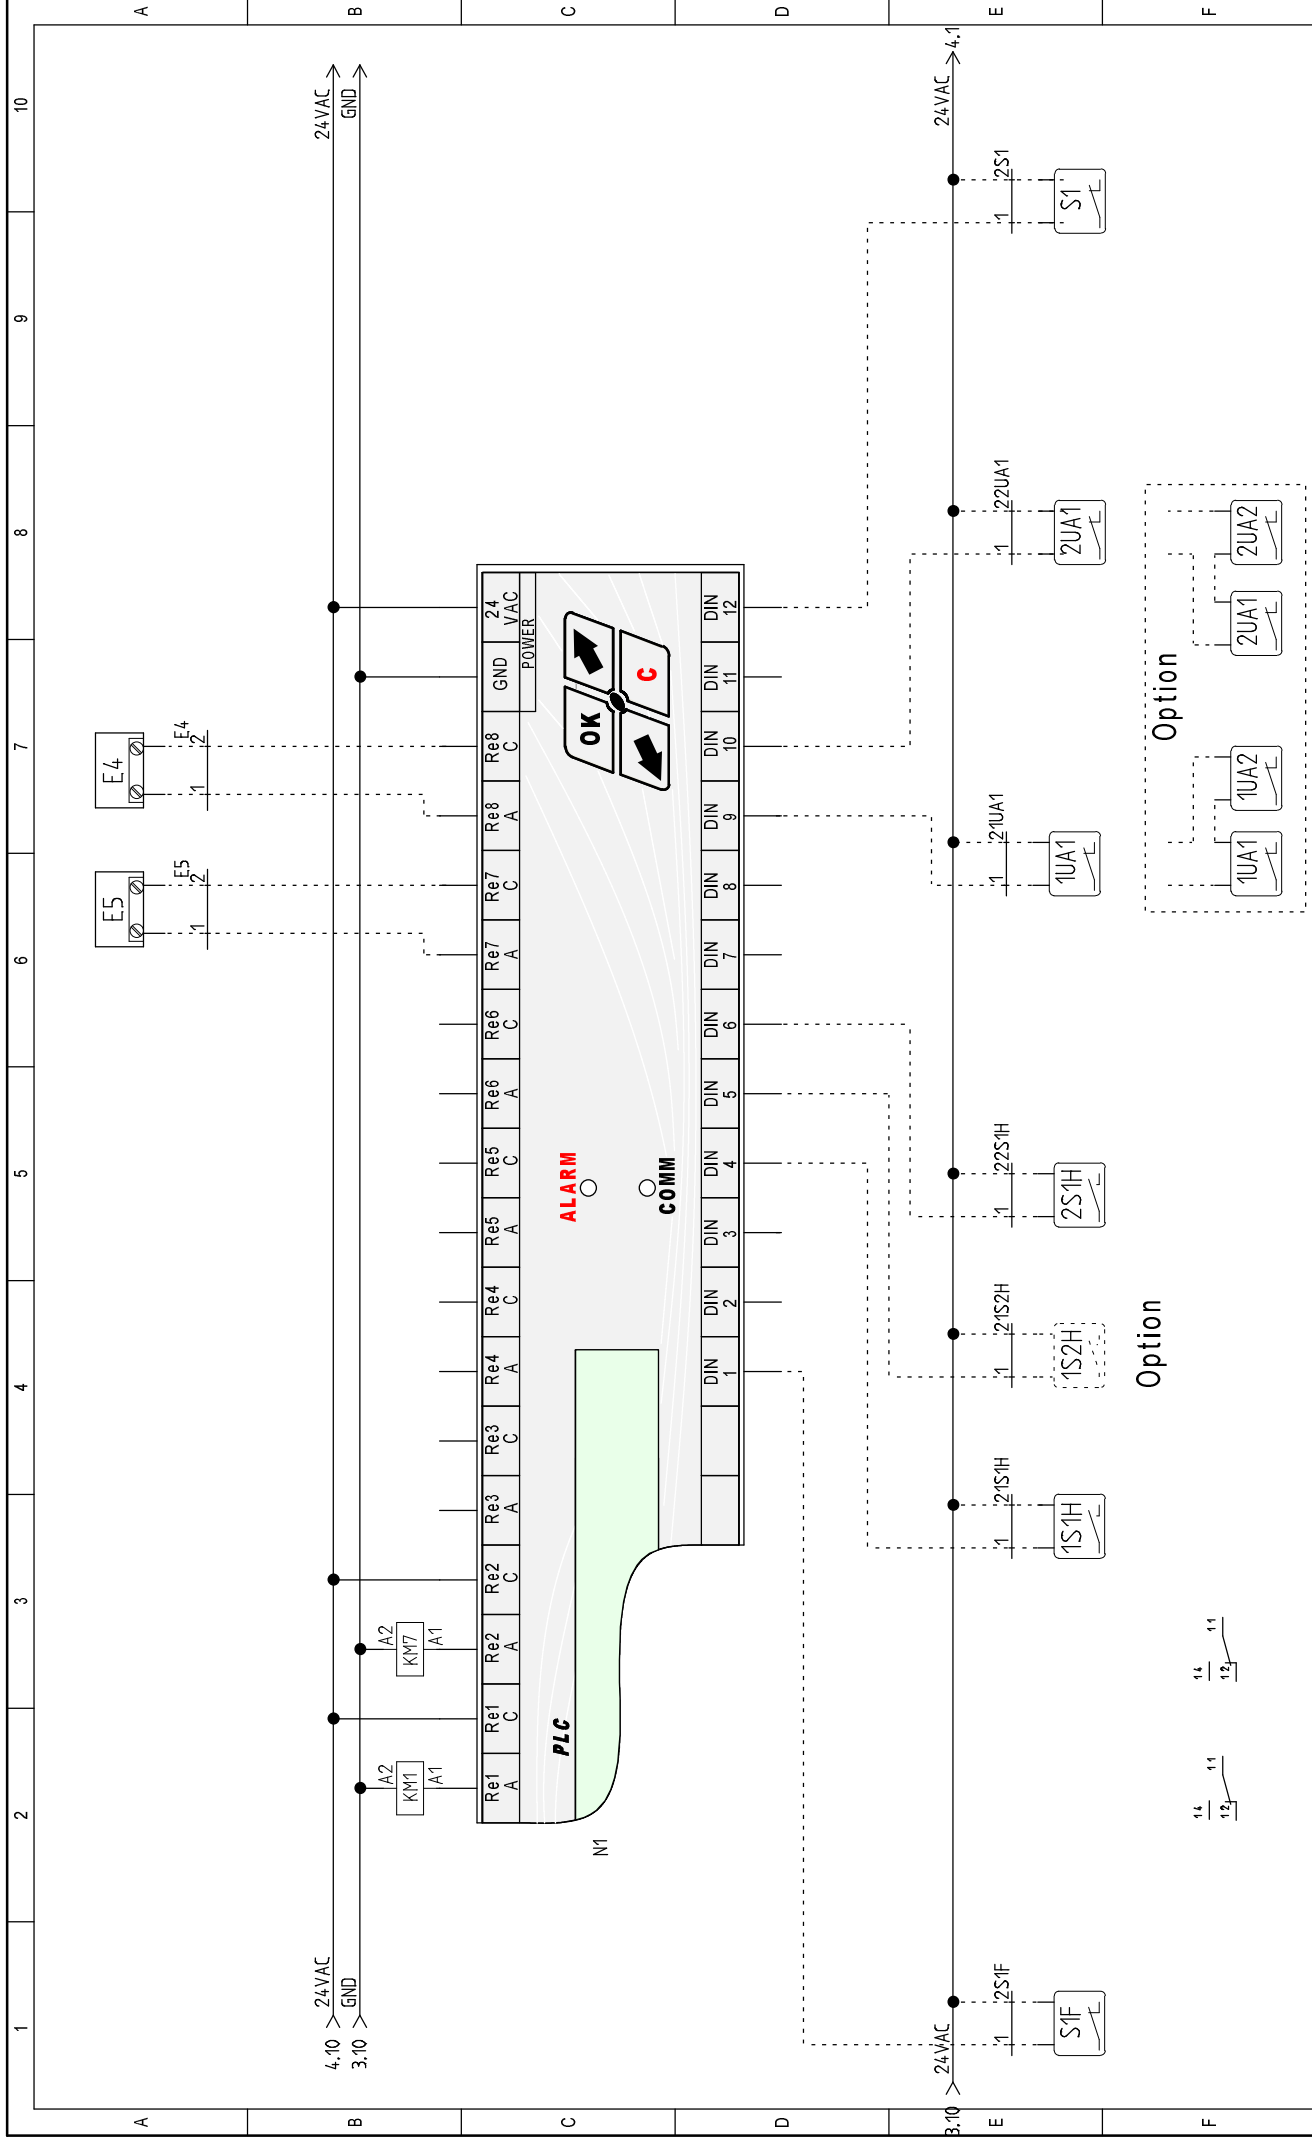 1 2 3 4 5 6 7 8 9 10
A
A
E5
E4
1 2 E5
1 2 E4
B
B
4.10 24VAC
24VAC
3.10 GND
GND
A2
A2
KM1
KM7
A1
A1
C
C
Re1 A
Re1 C
Re2 A
Re2 C
Re3 A
Re3 C
Re4 A
Re4 C
Re5 A
Re5 C
Re6 A
Re6 C
Re7 A
Re7 C
Re8 A
Re8 C
GND
24 VAC
POWER
PLC
N1
ALARM
COMM
OK
C
DIN 1
DIN 2
DIN 3
DIN 4
DIN 5
DIN 6
DIN 7
DIN 8
DIN 9
DIN 10
DIN 11
DIN 12
D
D
3.10 24VAC
24VAC 4.1
E
E
1 2S1F
1 21S1H
1 21S2H
1 22S1H
1 21UA1
1 22UA1
1 2S1
S1F
1S1H
1S2H
2S1H
1UA1
2UA1
S1
Option
Option
F
F
14
12
11
14
12
11
1UA1
1UA2
2UA1
2UA2